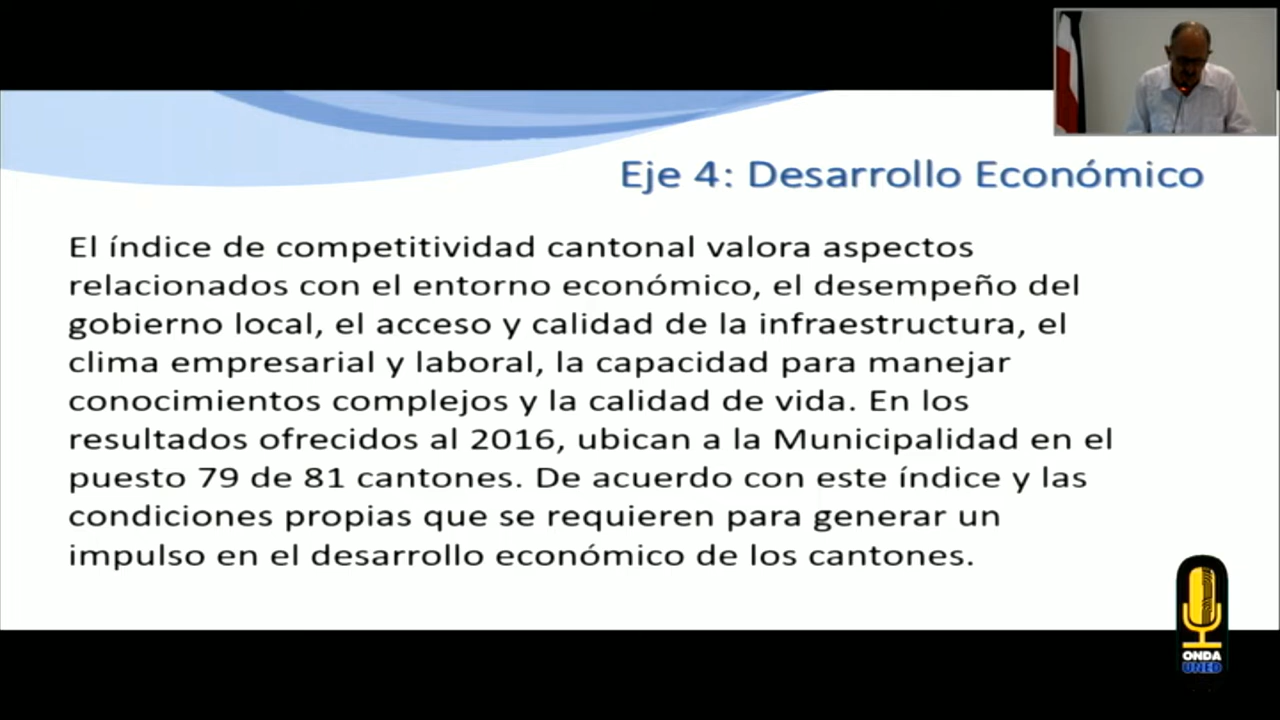 Eje 4: Desarrollo Económico
El índice de competitividad cantonal valora aspectos
relacionados con el entorno económico, el desempeño del
gobierno local, el acceso y calidad de la infraestructura, el
clima empresarial y laboral, la capacidad para manejar
conocimientos complejos y la calidad de vida. En los
resultados ofrecidos al 2016, ubican a la Municipalidad en el
puesto 79 de 81 cantones. De acuerdo con este índice y las
condiciones propias que se requieren para generar un
impulso en el desarrollo económico de los cantones.
ONDA
UNED